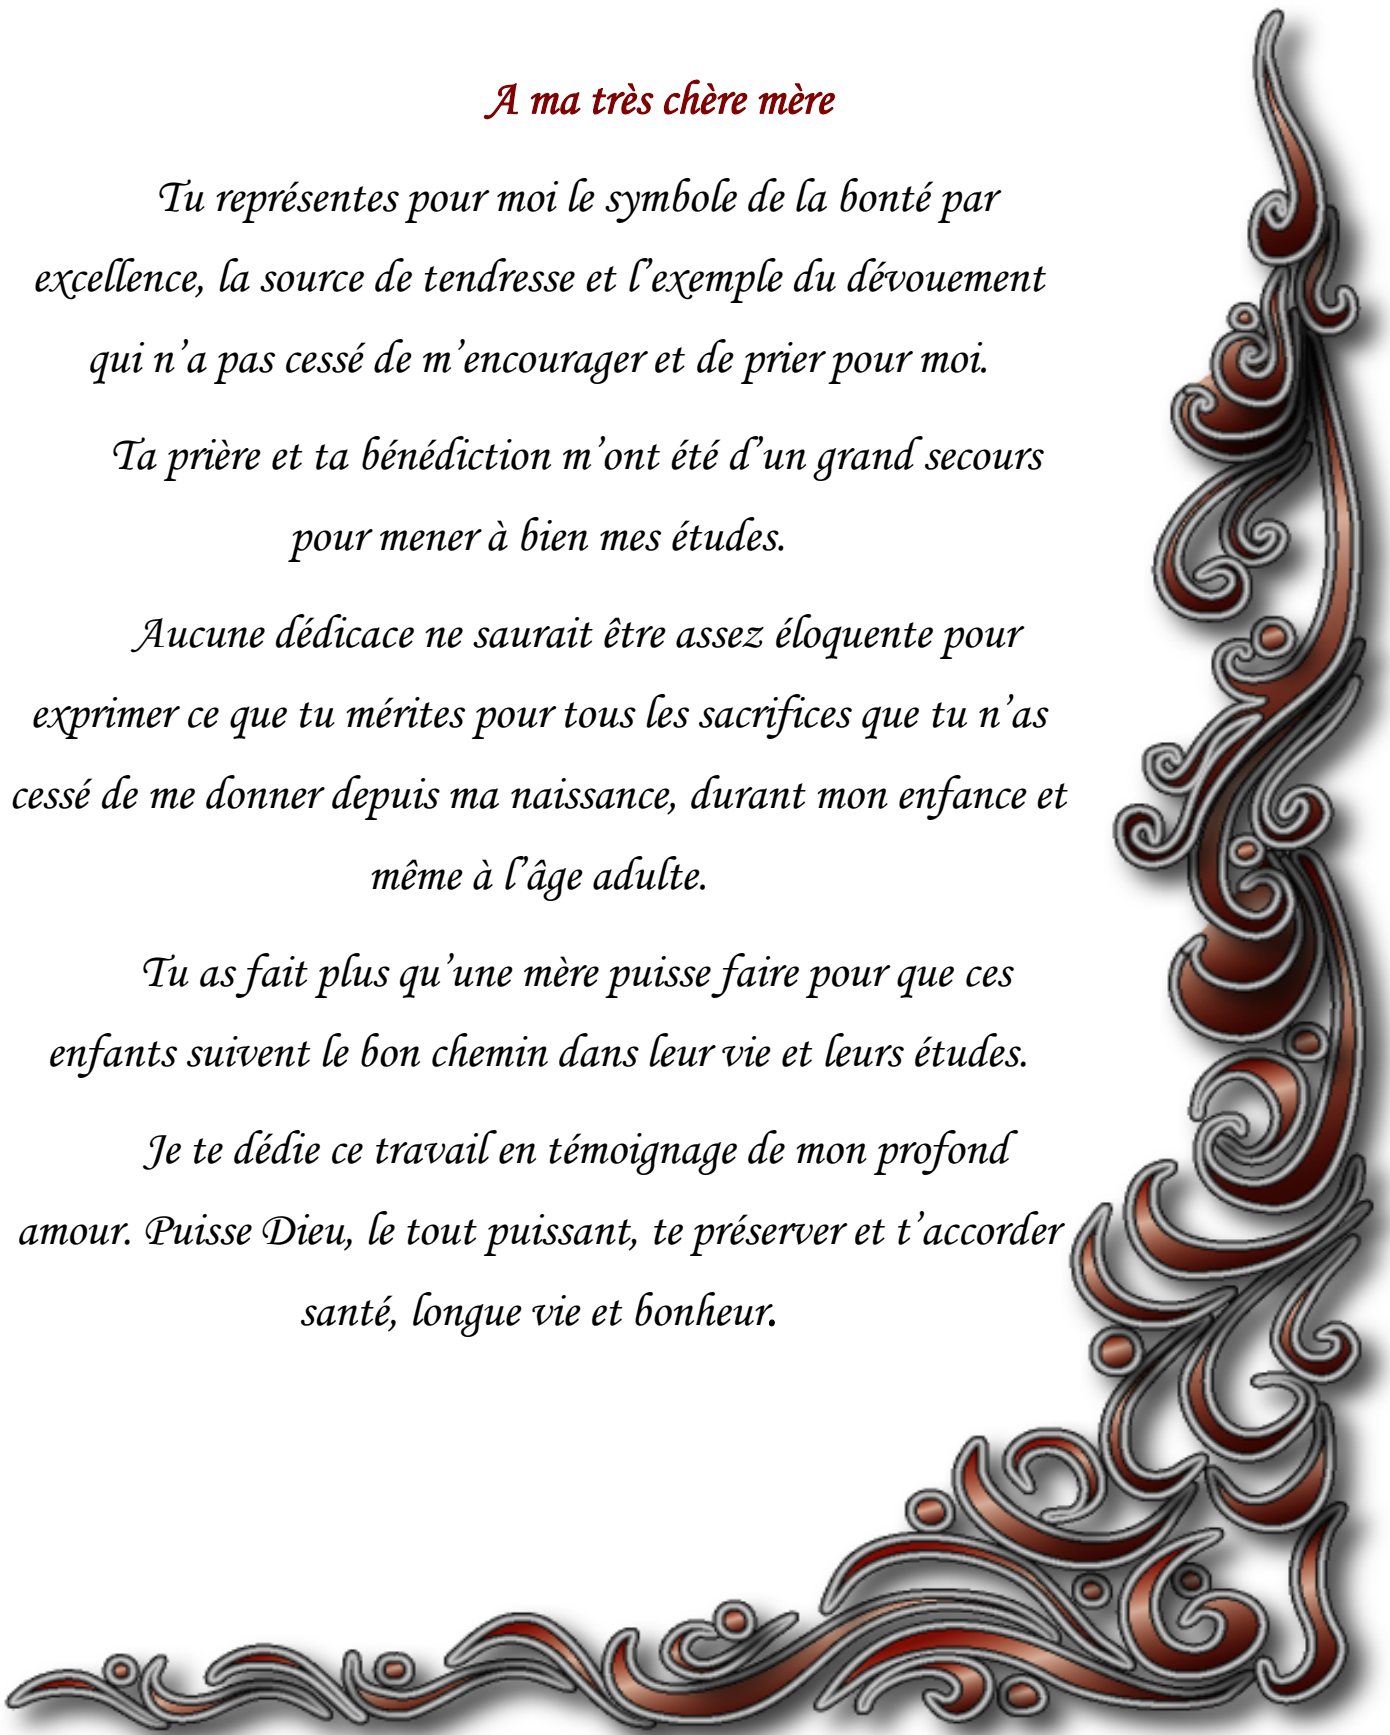 A ma très chère mère
Tu représentes pour moi le symbole de la bonté par
excellence, la source de tendresse et l’exemple du dévouement
qui n’a pas cessé de m’encourager et de prier pour moi.
Ta prière et ta bénédiction m’ont été d’un grand secours
pour mener à bien mes études.
Aucune dédicace ne saurait être assez éloquente pour
exprimer ce que tu mérites pour tous les sacrifices que tu n’as
cessé de me donner depuis ma naissance, durant mon enfance et
même à l’âge adulte.
Tu as fait plus qu’une mère puisse faire pour que ces
enfants suivent le bon chemin dans leur vie et leurs études.
Je te dédie ce travail en témoignage de mon profond
amour. Puisse Dieu, le tout puissant, te préserver et t’accorder
santé, longue vie et bonheur.